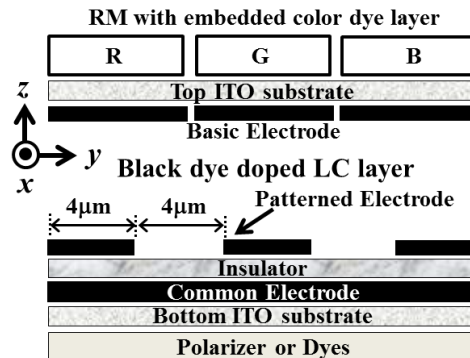 RM with embedded color dye layer
R G B
Top ITO substrate
Basic Electrode
z
y
x
Black dye doped LC layer
Patterned Electrode
4μm 4μm
Insulator
Common Electrode
Bottom ITO substrate
Polarizer or Dyes